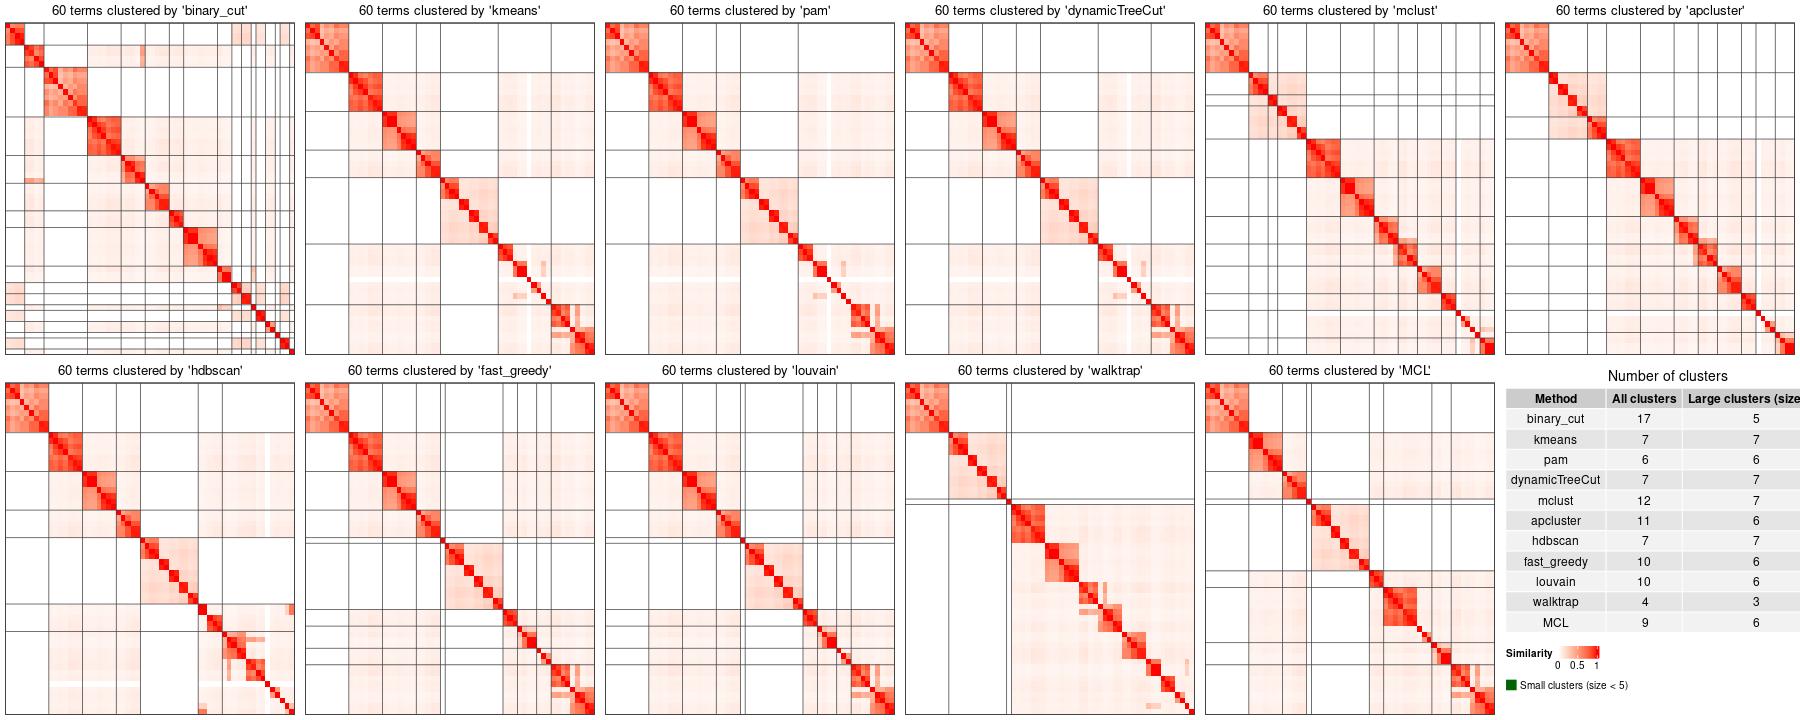 60 terms clustered by 'binary_cut'
60 terms clustered by 'kmeans'
60 terms clustered by 'pam'
60 terms clustered by 'dynamicTreeCut'
60 terms clustered by 'mclust'
60 terms clustered by 'apcluster'
60 terms clustered by 'hdbscan'
60 terms clustered by 'fast_greedy'
60 terms clustered by 'louvain'
60 terms clustered by 'walktrap'
60 terms clustered by 'MCL'
Number of clusters
Method All clusters Large clusters (size
binary_cut 17 5
kmeans 7 7
pam 6 6
dynamicTreeCut 7 7
mclust 12 7
apcluster 11 6
hdbscan 7 7
fast_greedy 10 6
louvain 10 6
walktrap 4 3
MCL 9 6
Similarity
0 0.5 1
Small clusters (size < 5)